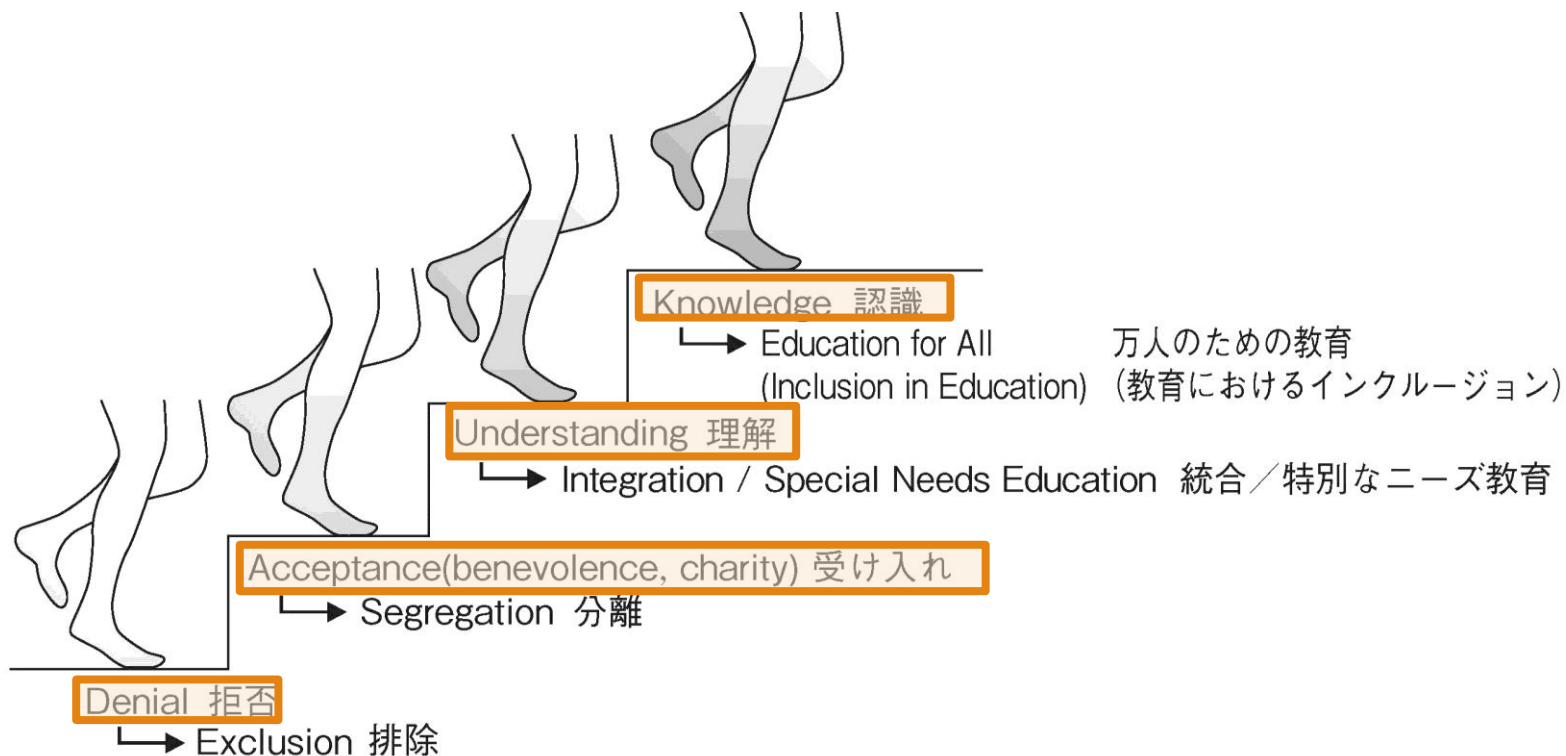 Knowledge 認識
Education for All 万人のための教育
(Inclusion in Education) (教育におけるインクルージョン)
Understanding 理解
Integration / Special Needs Education 統合／特別なニーズ教育
Acceptance(benevolence, charity) 受け入れ
Segregation 分離
Denial 拒否
Exclusion 排除